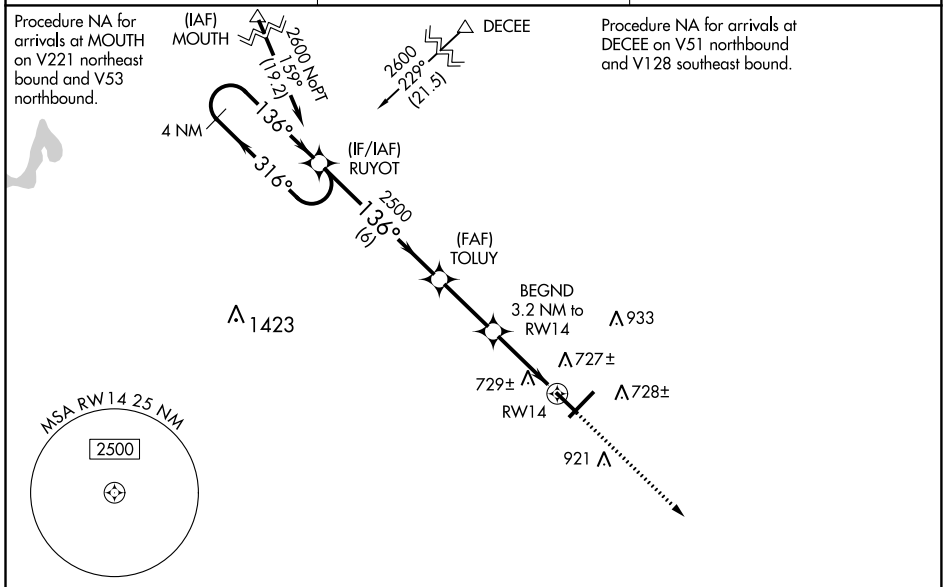 Procedure NA for
arrivals at MOUTH
on V221 northeast
bound and V53
northbound.
(IAF)
MOUTH
2600 NoPT
159°
(19.2)
DECEE
2600
229°
(21.5)
Procedure NA for arrivals at
DECEE on V51 northbound
and V128 southeast bound.
4 NM
136°
316°
(IF/IAF)
RUYOT
2500
136°
(6)
(FAF)
TOLUY
BEGND
3.2 NM to
RW14
1423
933
727±
729±
728±
RW14
921
MSA RW14 25 NM
2500